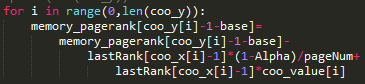 for i in range(0,len(coo_y)):
    memory_pagerank[coo_y[i]-1-base]=
        memory_pagerank[coo_y[i]-1-base]-
            lastRank[coo_x[i]-1]*(1-Alpha)/pageNum+
            lastRank[coo_x[i]-1]*coo_value[i]